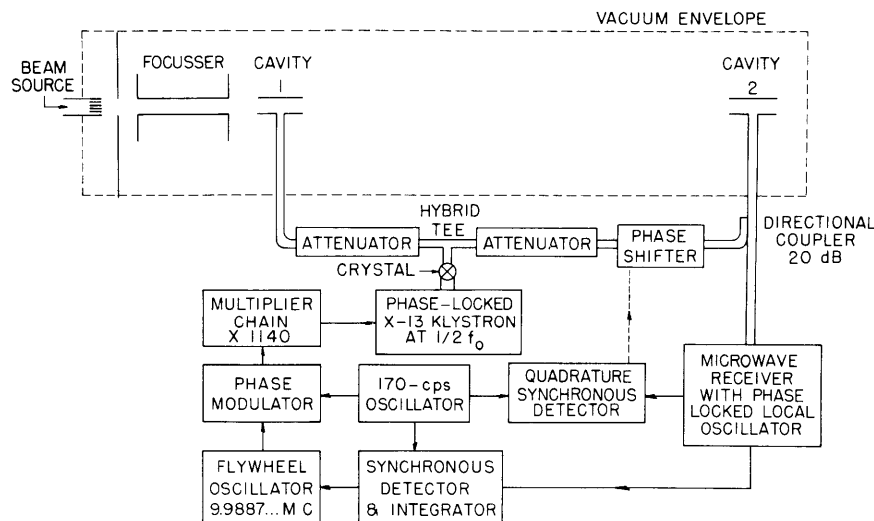 VACUUM ENVELOPE
BEAM
SOURCE
FOCUSSER
CAVITY
1
CAVITY
2
HYBRID
TEE
ATTENUATOR
ATTENUATOR
PHASE
SHIFTER
DIRECTIONAL
COUPLER
20 dB
CRYSTAL
MULTIPLIER
CHAIN
X 1140
PHASE-LOCKED
X-13 KLYSTRON
AT 1/2 fo
PHASE
MODULATOR
170-cps
OSCILLATOR
QUADRATURE
SYNCHRONOUS
DETECTOR
MICROWAVE
RECEIVER
WITH PHASE
LOCKED LOCAL
OSCILLATOR
FLYWHEEL
OSCILLATOR
9.9887...MC
SYNCHRONOUS
DETECTOR
& INTEGRATOR